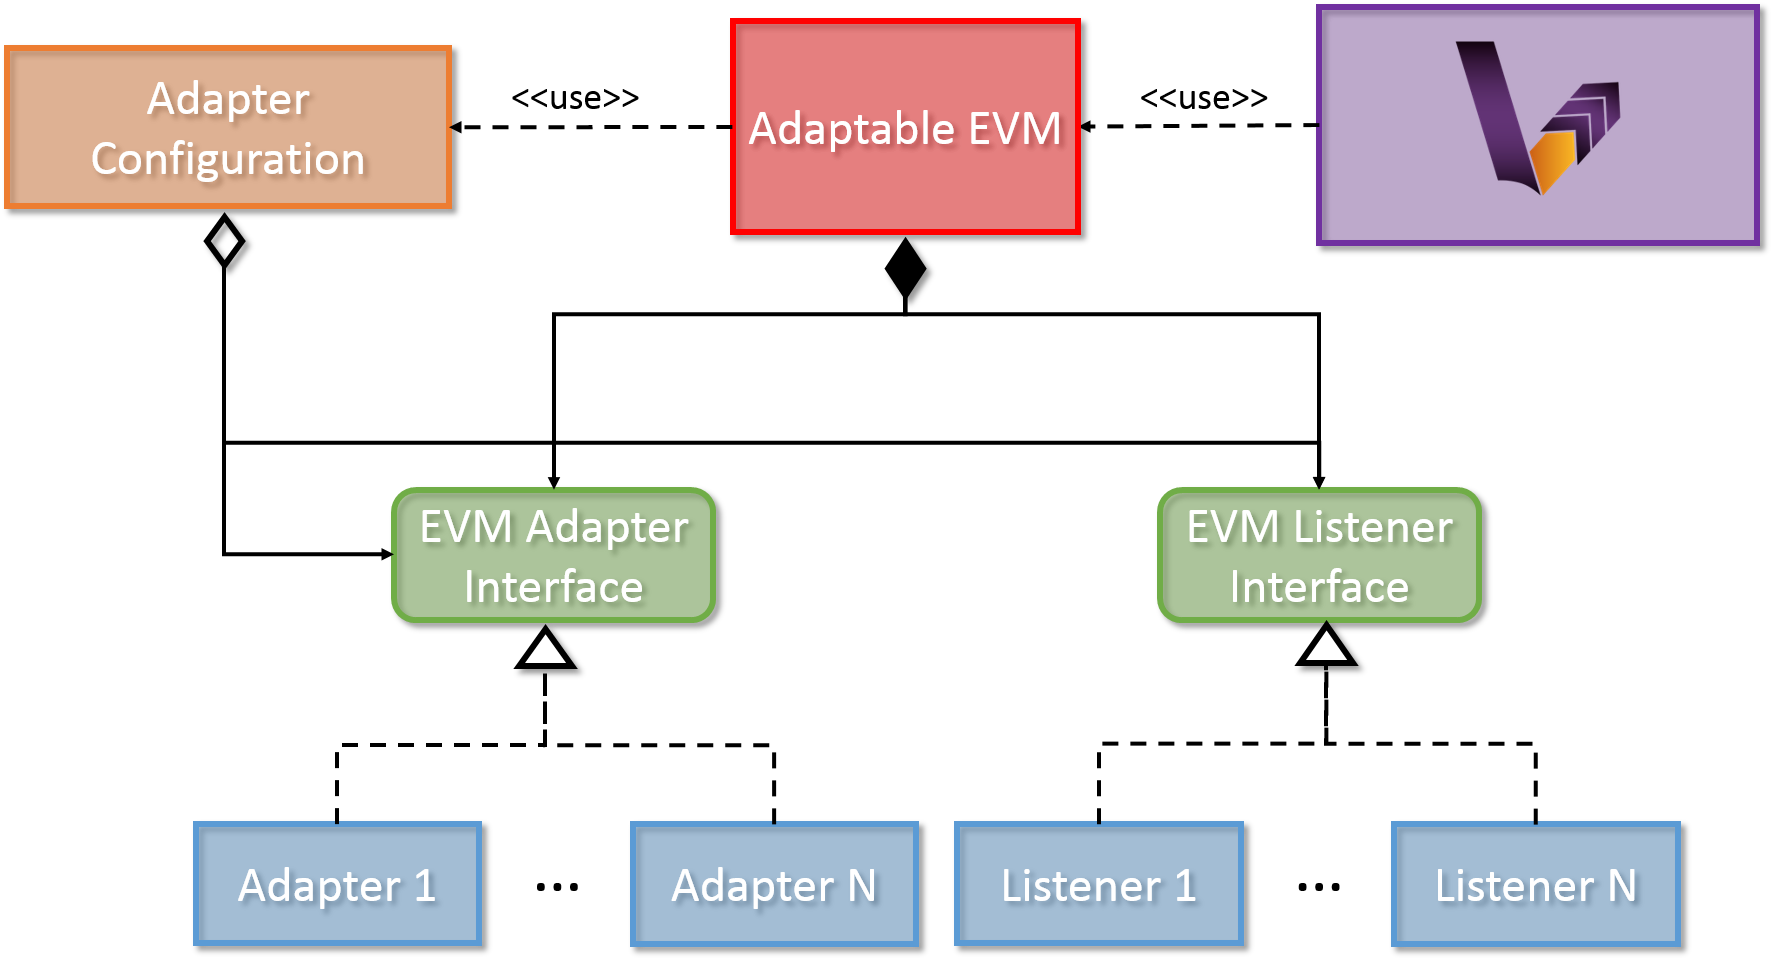 Adapter
Configuration
<<use>>
Adaptable EVM
<<use>>
EVM Adapter
Interface
EVM Listener
Interface
Adapter 1
...
Adapter N
Listener 1
...
Listener N